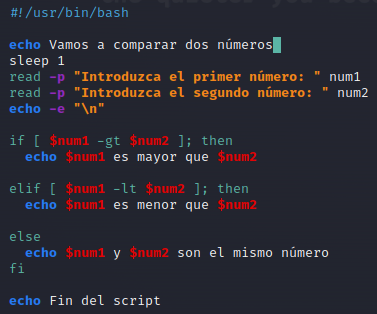 #!/usr/bin/bash
echo Vamos a comparar dos números
sleep 1
read -p "Introduzca el primer número: " num1
read -p "Introduzca el segundo número: " num2
echo -e "\n"
if [ $num1 -gt $num2 ]; then
echo $num1 es mayor que $num2
elif [ $num1 -lt $num2 ]; then
echo $num1 es menor que $num2
else
echo $num1 y $num2 son el mismo número
fi
echo Fin del script